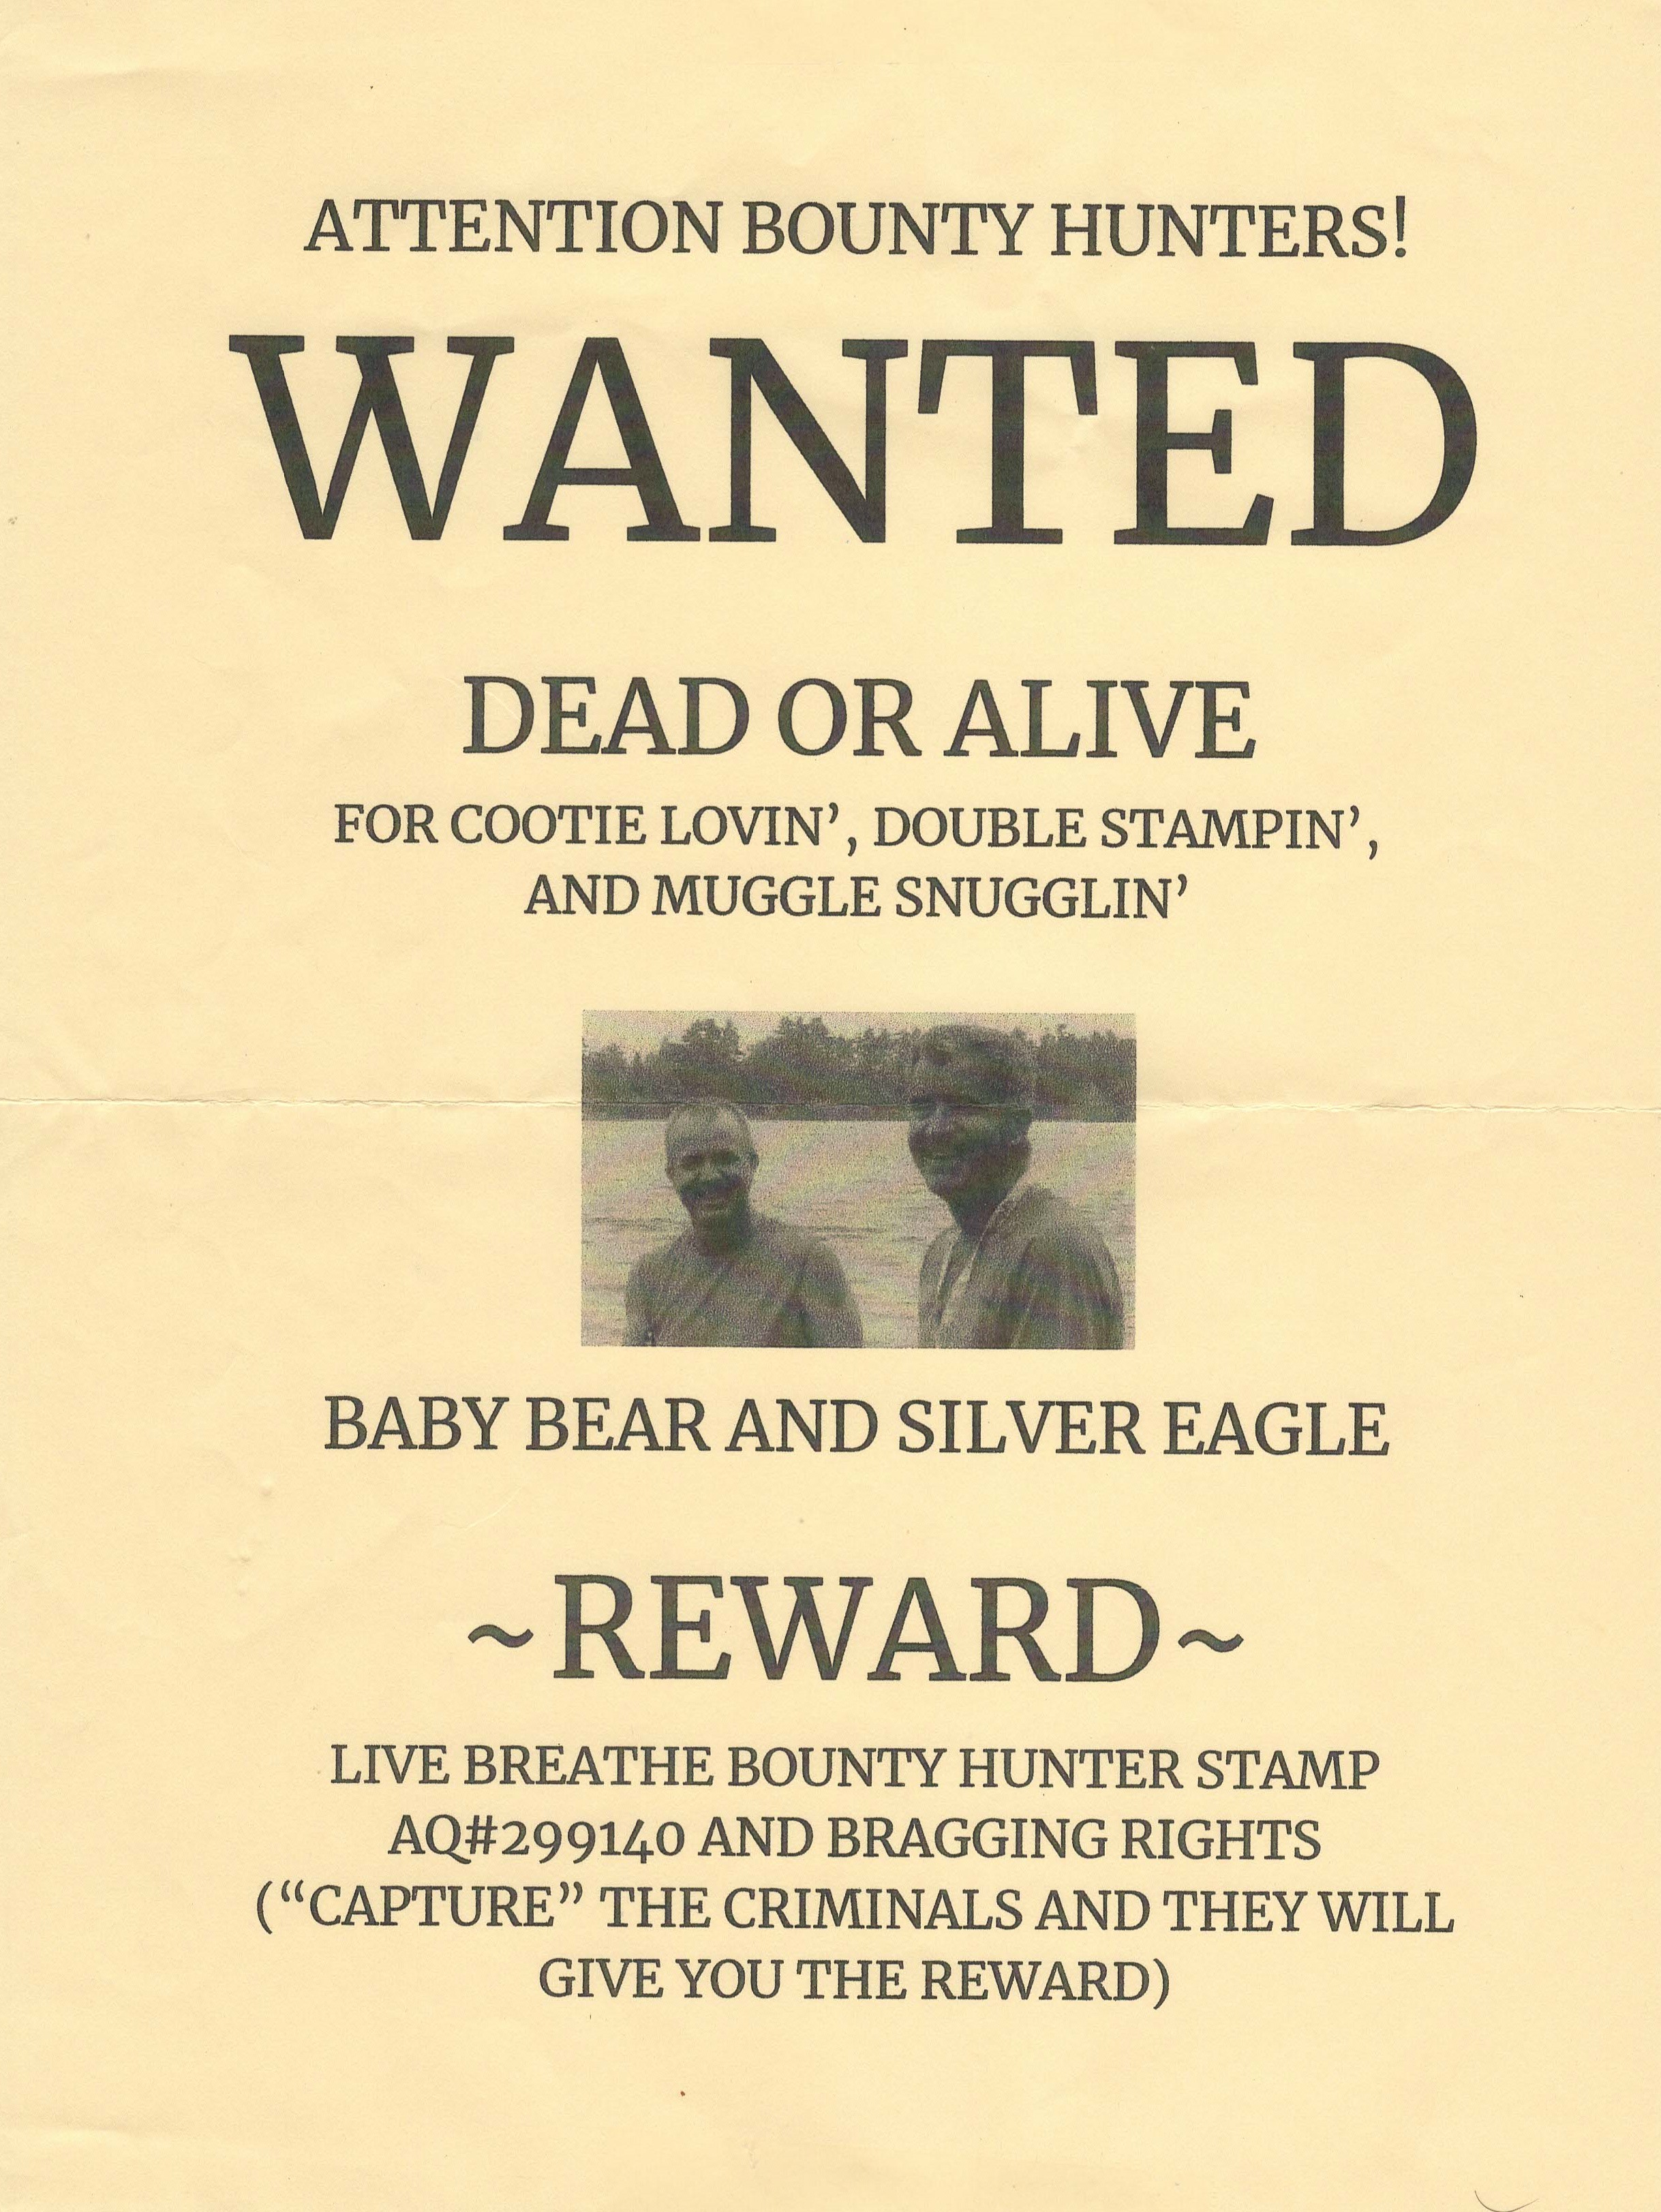 ATTENTION BOUNTY HUNTERS!
WANTED
DEAD OR ALIVE
FOR COOTIE LOVIN’, DOUBLE STAMPIN’,
AND MUGGLE SNUGGLIN’
BABY BEAR AND SILVER EAGLE
~REWARD~
LIVE BREATHE BOUNTY HUNTER STAMP
AQ#299140 AND BRAGGING RIGHTS
(“CAPTURE” THE CRIMINALS AND THEY WILL
GIVE YOU THE REWARD)